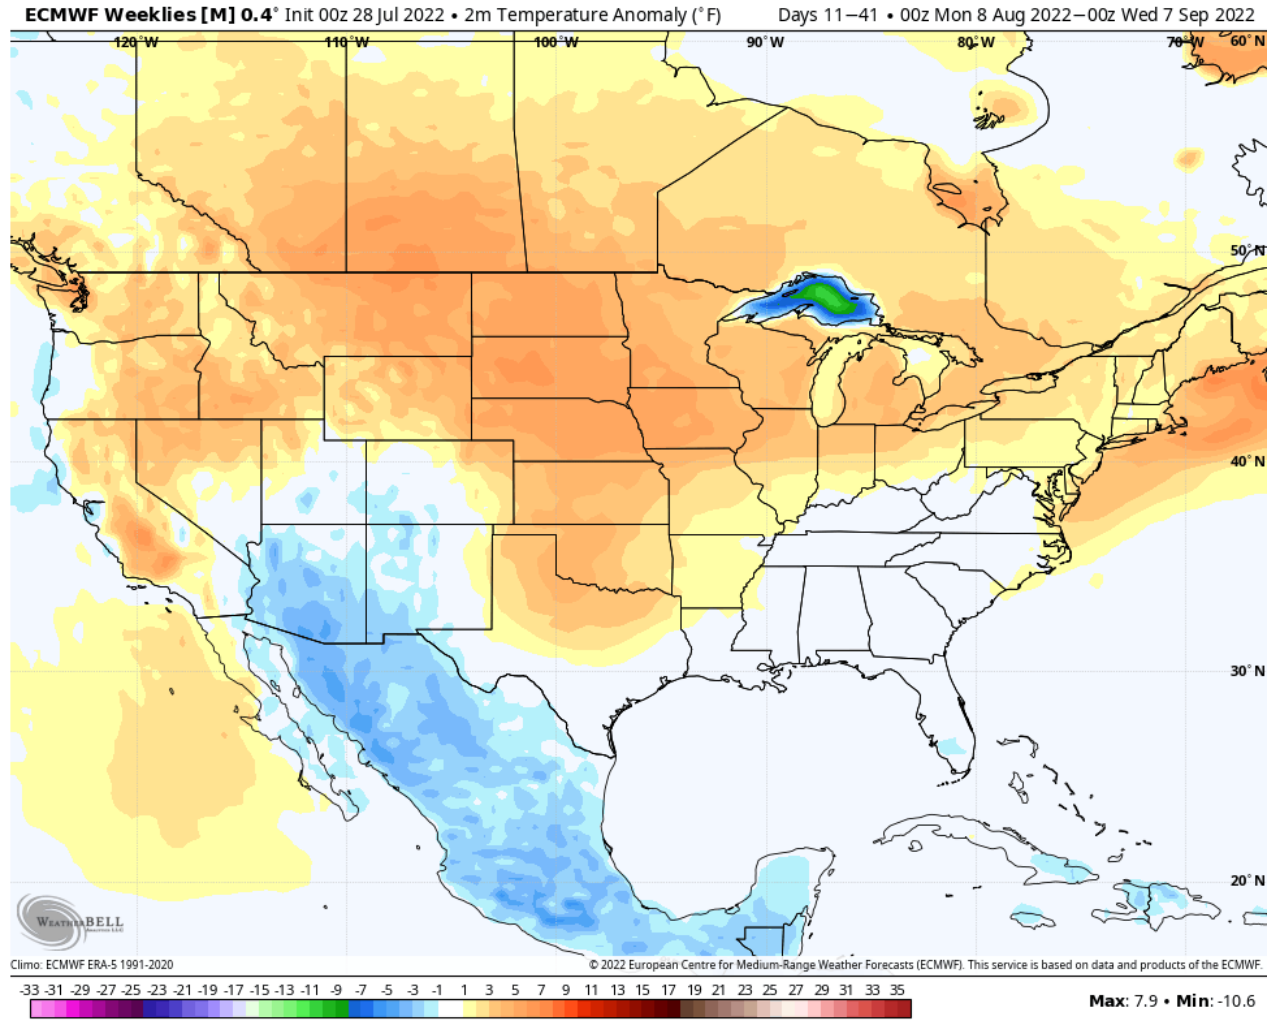 ECMWF Weeklies [M] 0.4° Init 00z 28 Jul 2022 • 2m Temperature Anomaly (°F) Days 11−41 • 00z Mon 8 Aug 2022−00z Wed 7 Sep 2022
120°W 110°W 100°W 90°W 80°W 70°W 60°N
50°N
40°N
30°N
20°N
WEATHERBELL
Analytics LLC
Climo: ECMWF ERA-5 1991-2020 © 2022 European Centre for Medium-Range Weather Forecasts (ECMWF). This service is based on data and products of the ECMWF.
-33 -31 -29 -27 -25 -23 -21 -19 -17 -15 -13 -11 -9 -7 -5 -3 -1 1 3 5 7 9 11 13 15 17 19 21 23 25 27 29 31 33 35
Max: 7.9 • Min: -10.6